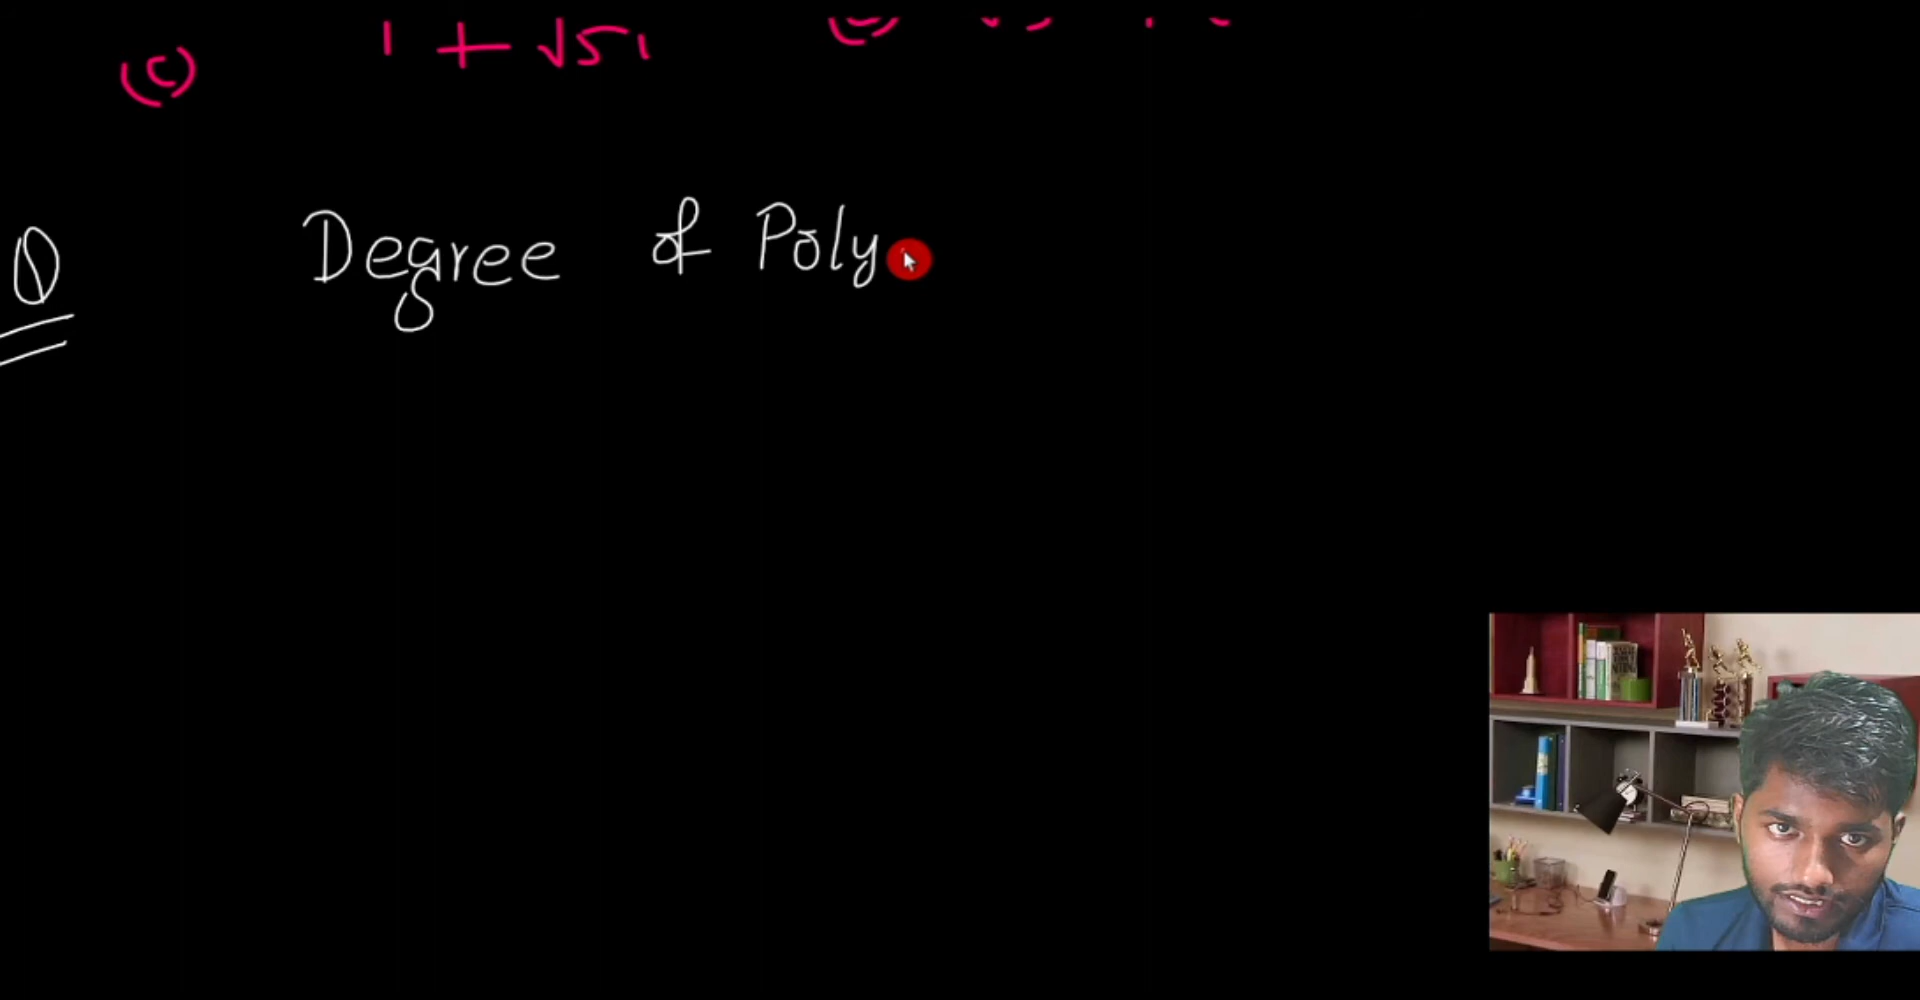 (c) 1 + √51
Q Degree of Poly